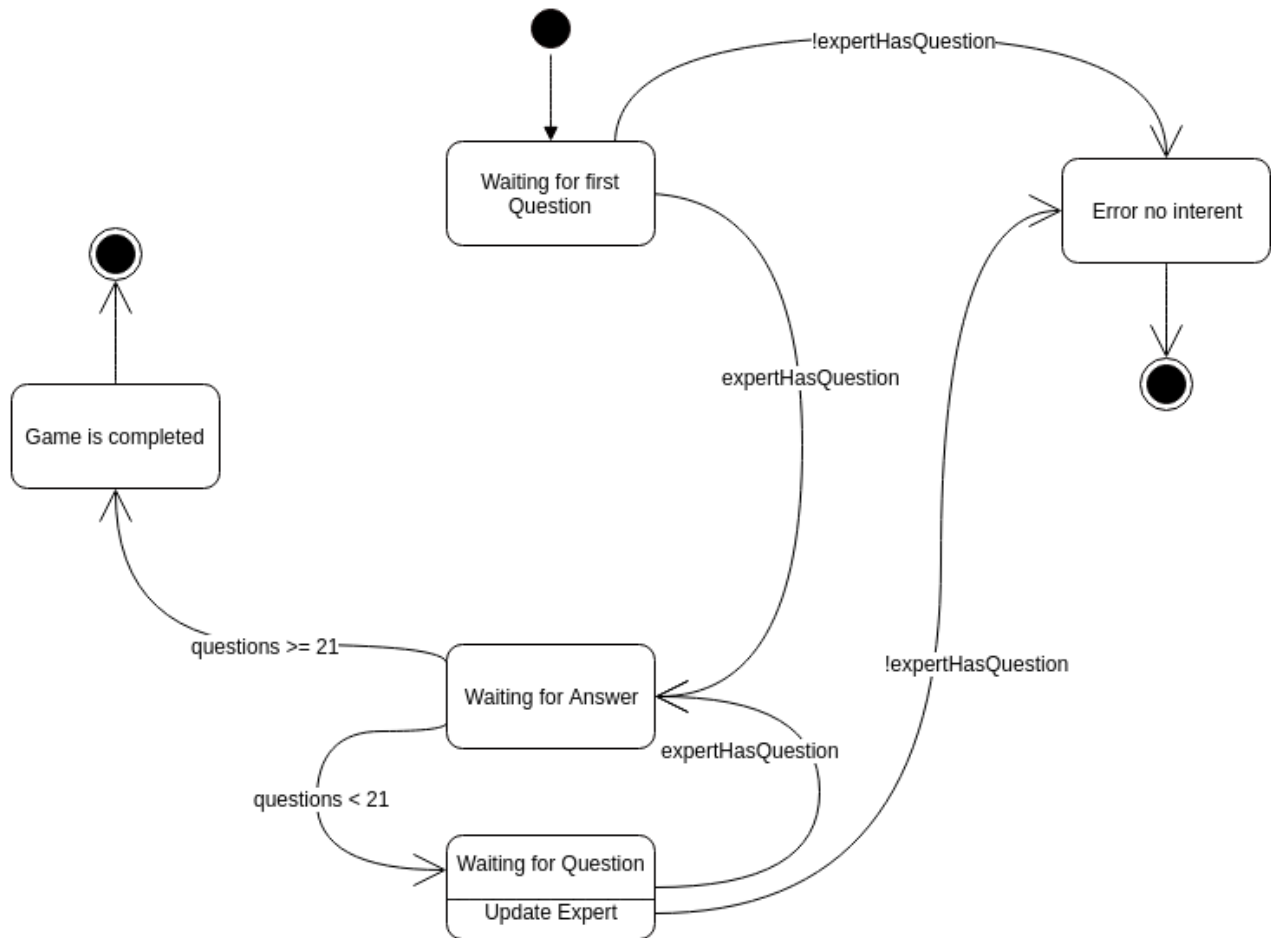 !expertHasQuestion
Waiting for first
Question
Error no interent
expertHasQuestion
Game is completed
questions >= 21
Waiting for Answer
!expertHasQuestion
expertHasQuestion
questions < 21
Waiting for Question
Update Expert